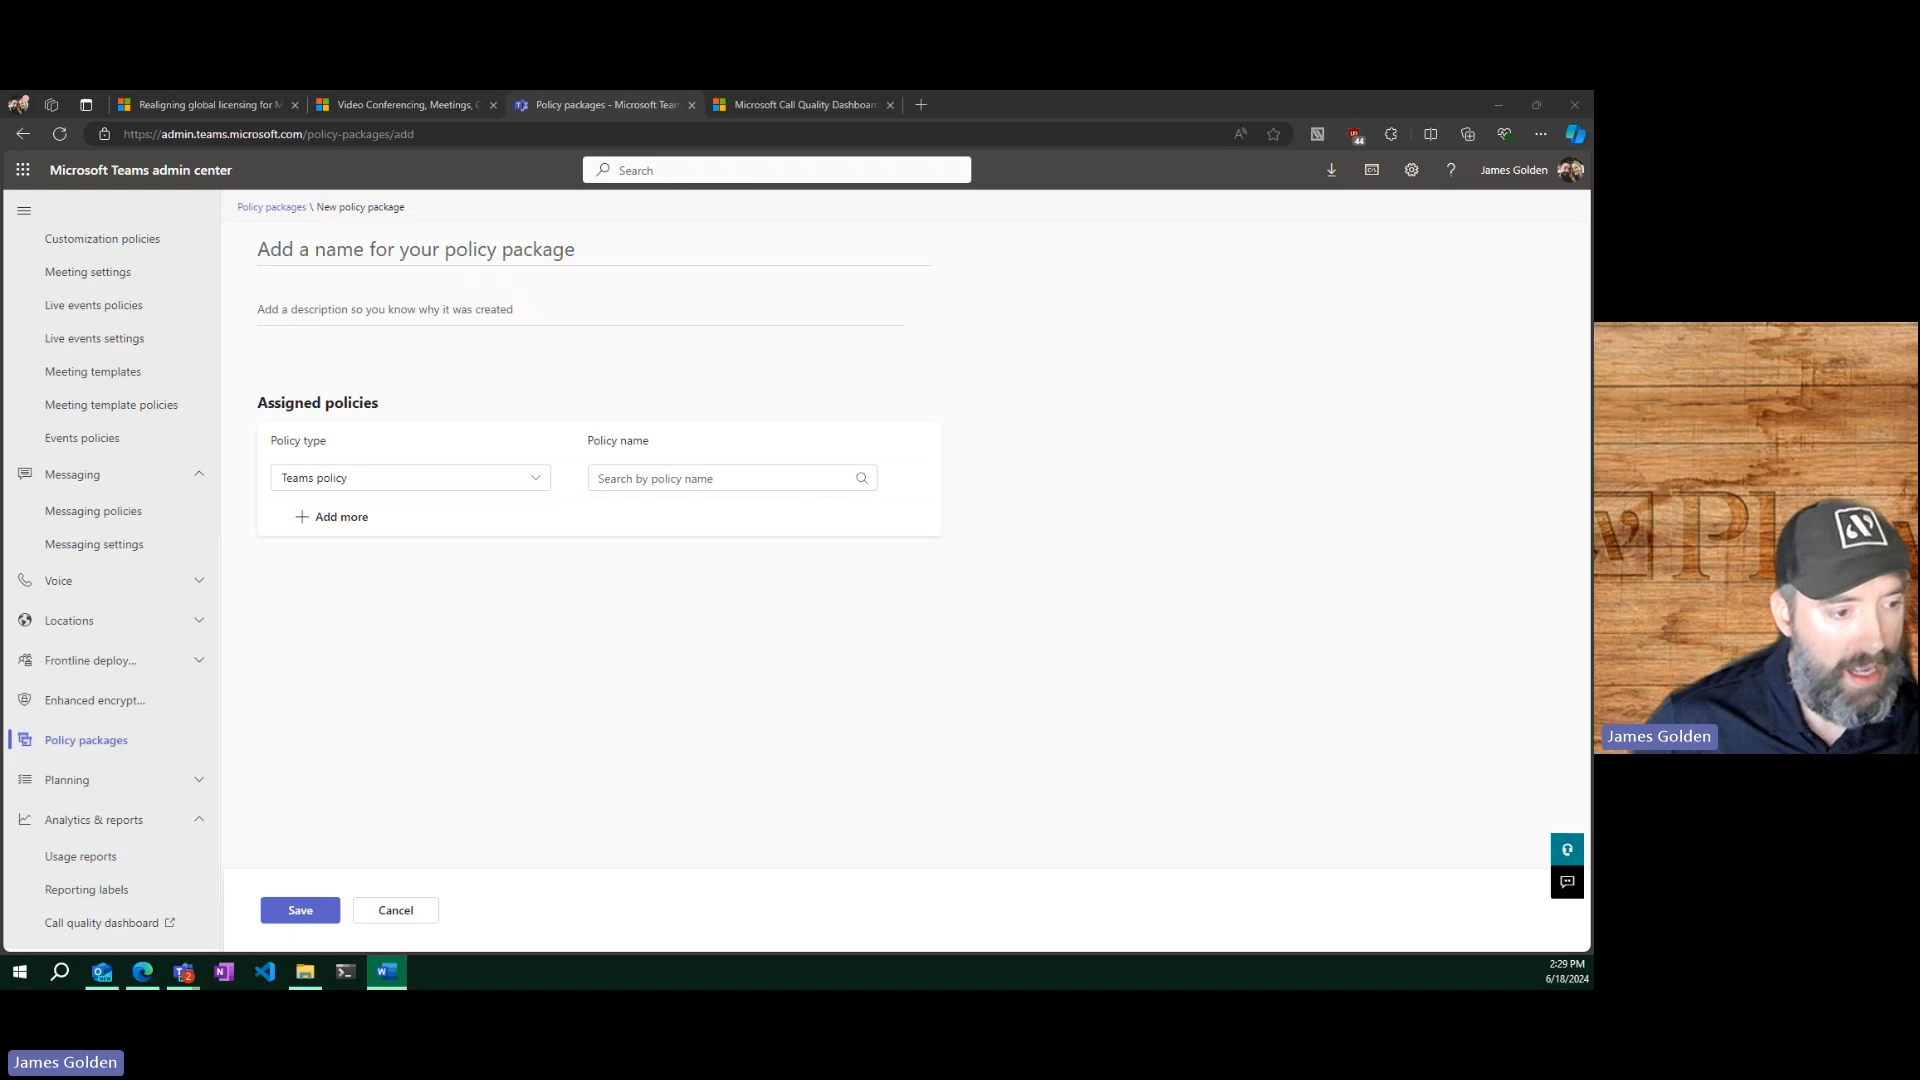 Realigning global licensing for M
Video Conferencing, Meetings, C
Policy packages - Microsoft Team
Microsoft Call Quality Dashboard
https://admin.teams.microsoft.com/policy-packages/add
44
Microsoft Teams admin center
Search
James Golden
Policy packages \ New policy package
Customization policies
Meeting settings
Live events policies
Live events settings
Meeting templates
Meeting template policies
Events policies
Messaging
Messaging policies
Messaging settings
Voice
Locations
Frontline deploy...
Enhanced encrypt...
Policy packages
Planning
Analytics & reports
Usage reports
Reporting labels
Call quality dashboard
Add a name for your policy package
Add a description so you know why it was created
Assigned policies
Policy type
Policy name
Teams policy
Search by policy name
Add more
Save
Cancel
2:29 PM
6/18/2024
James Golden
James Golden